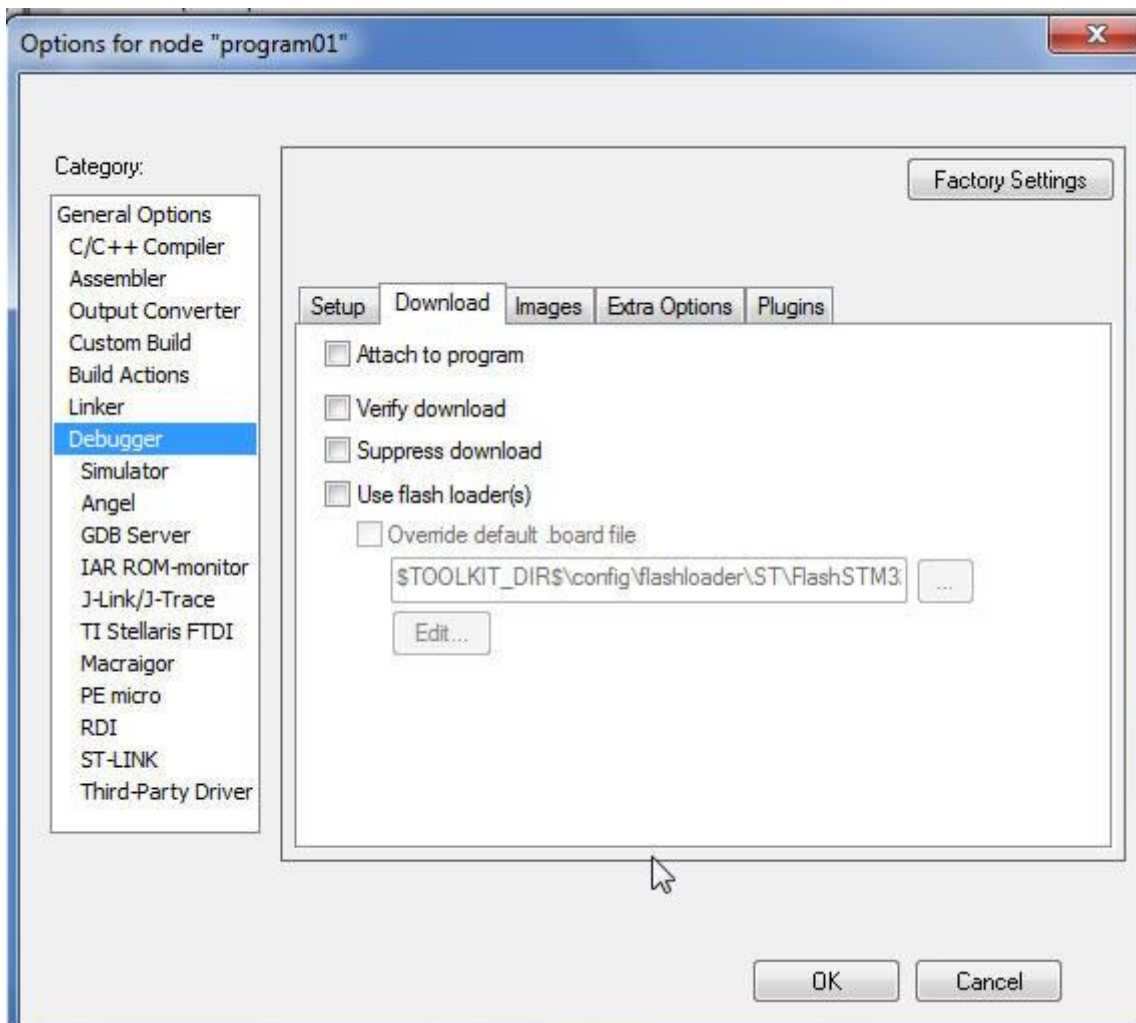 Options for node "program01"
Category:
General Options
C/C++ Compiler
Assembler
Output Converter
Custom Build
Build Actions
Linker
Debugger
Simulator
Angel
GDB Server
IAR ROM-monitor
J-Link/J-Trace
TI Stellaris FTDI
Macraigor
PE micro
RDI
ST-LINK
Third-Party Driver
Factory Settings
Setup Download Images Extra Options Plugins
Attach to program
Verify download
Suppress download
Use flash loader(s)
Override default .board file
$TOOLKIT_DIR$\config\flashloader\ST\FlashSTM3 ...
Edit...
OK Cancel